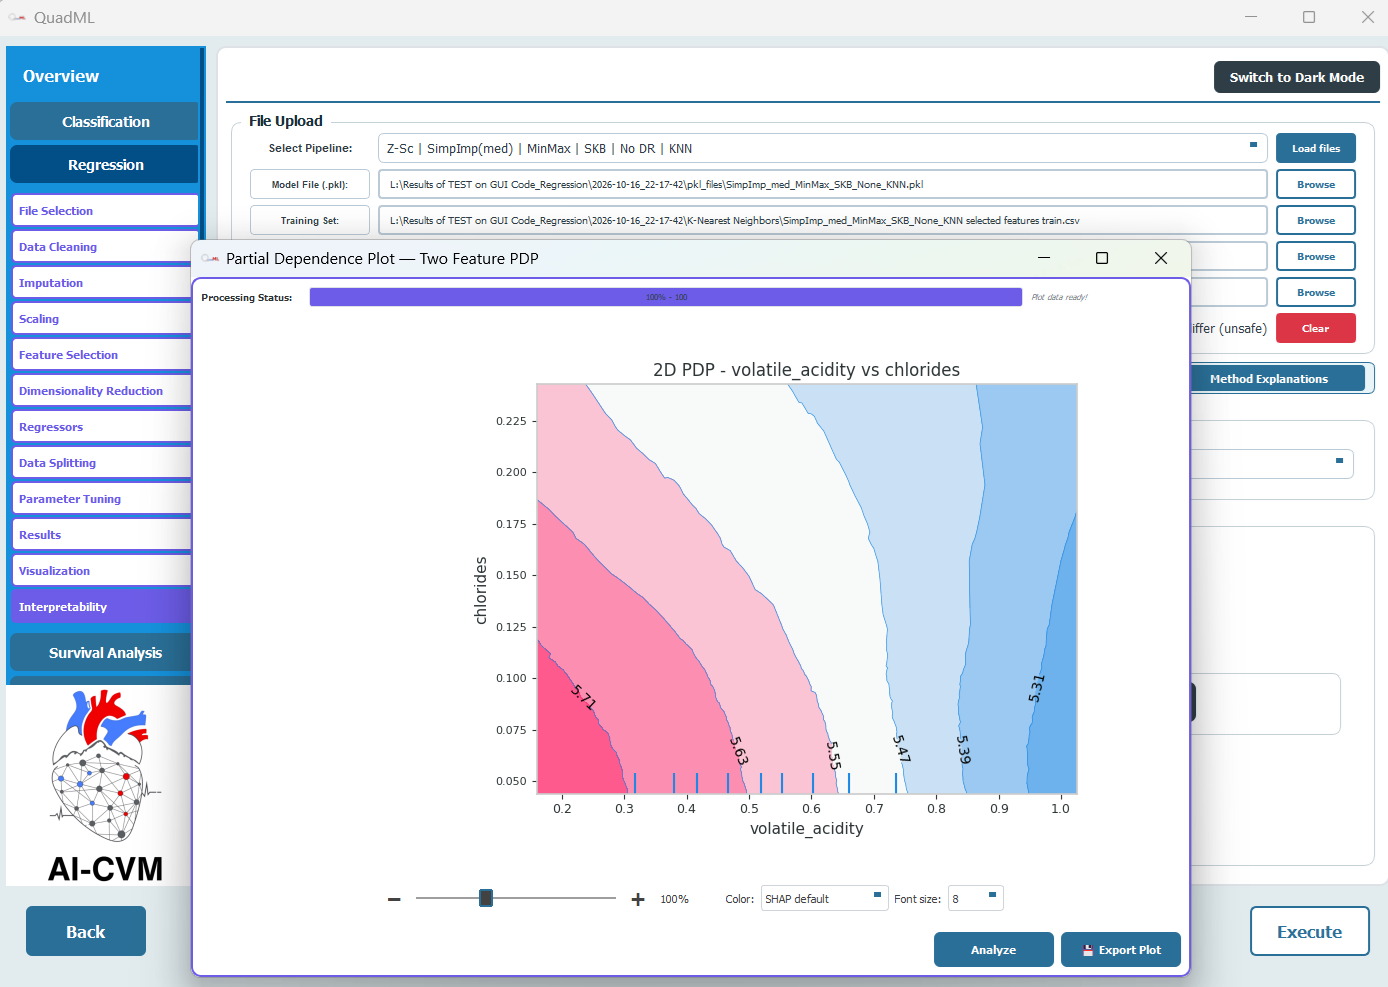 QuadML
Overview
Classification
Regression
File Selection
Data Cleaning
Imputation
Scaling
Feature Selection
Dimensionality Reduction
Regressors
Data Splitting
Parameter Tuning
Results
Visualization
Interpretability
Survival Analysis
AI-CVM
Back
Switch to Dark Mode
File Upload
Select Pipeline:
Z-Sc | SimpImp(med) | MinMax | SKB | No DR | KNN
Load files
Model File (.pkl):
L:\Results of TEST on GUI Code_Regression\2026-10-16_22-17-42\pkl_files\SimpImp_med_MinMax_SKB_None_KNN.pkl
Browse
Training Set:
L:\Results of TEST on GUI Code_Regression\2026-10-16_22-17-42\K-Nearest Neighbors\SimpImp_med_MinMax_SKB_None_KNN selected features train.csv
Browse
Browse
Browse
iffer (unsafe)
Clear
Method Explanations
Partial Dependence Plot — Two Feature PDP
Processing Status:
100% - 100
Plot data ready!
2D PDP - volatile_acidity vs chlorides
chlorides
0.225
0.200
0.175
0.150
0.125
0.100
0.075
0.050
5.71
5.63
5.55
5.47
5.39
5.31
0.2 0.3 0.4 0.5 0.6 0.7 0.8 0.9 1.0
volatile_acidity
− + 100%
Color: SHAP default
Font size: 8
Analyze
Export Plot
Execute